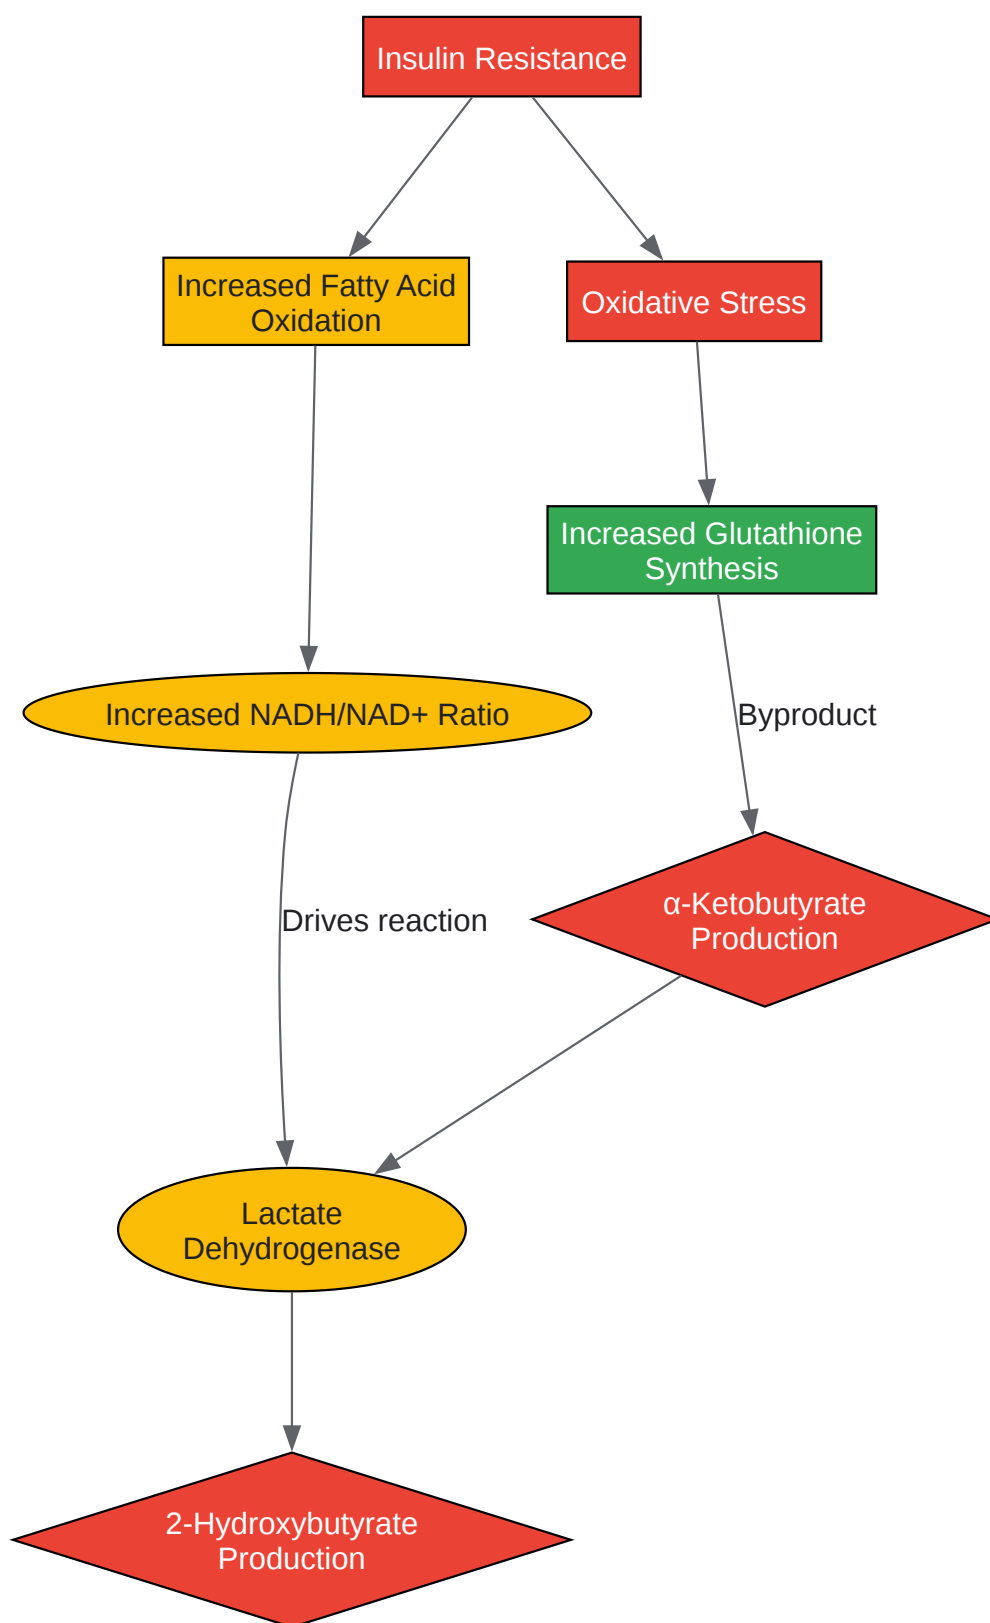 Insulin Resistance
Increased Fatty Acid
Oxidation
Oxidative Stress
Increased Glutathione
Synthesis
Increased NADH/NAD+ Ratio
Byproduct
α-Ketobutyrate
Production
Drives reaction
Lactate
Dehydrogenase
2-Hydroxybutyrate
Production